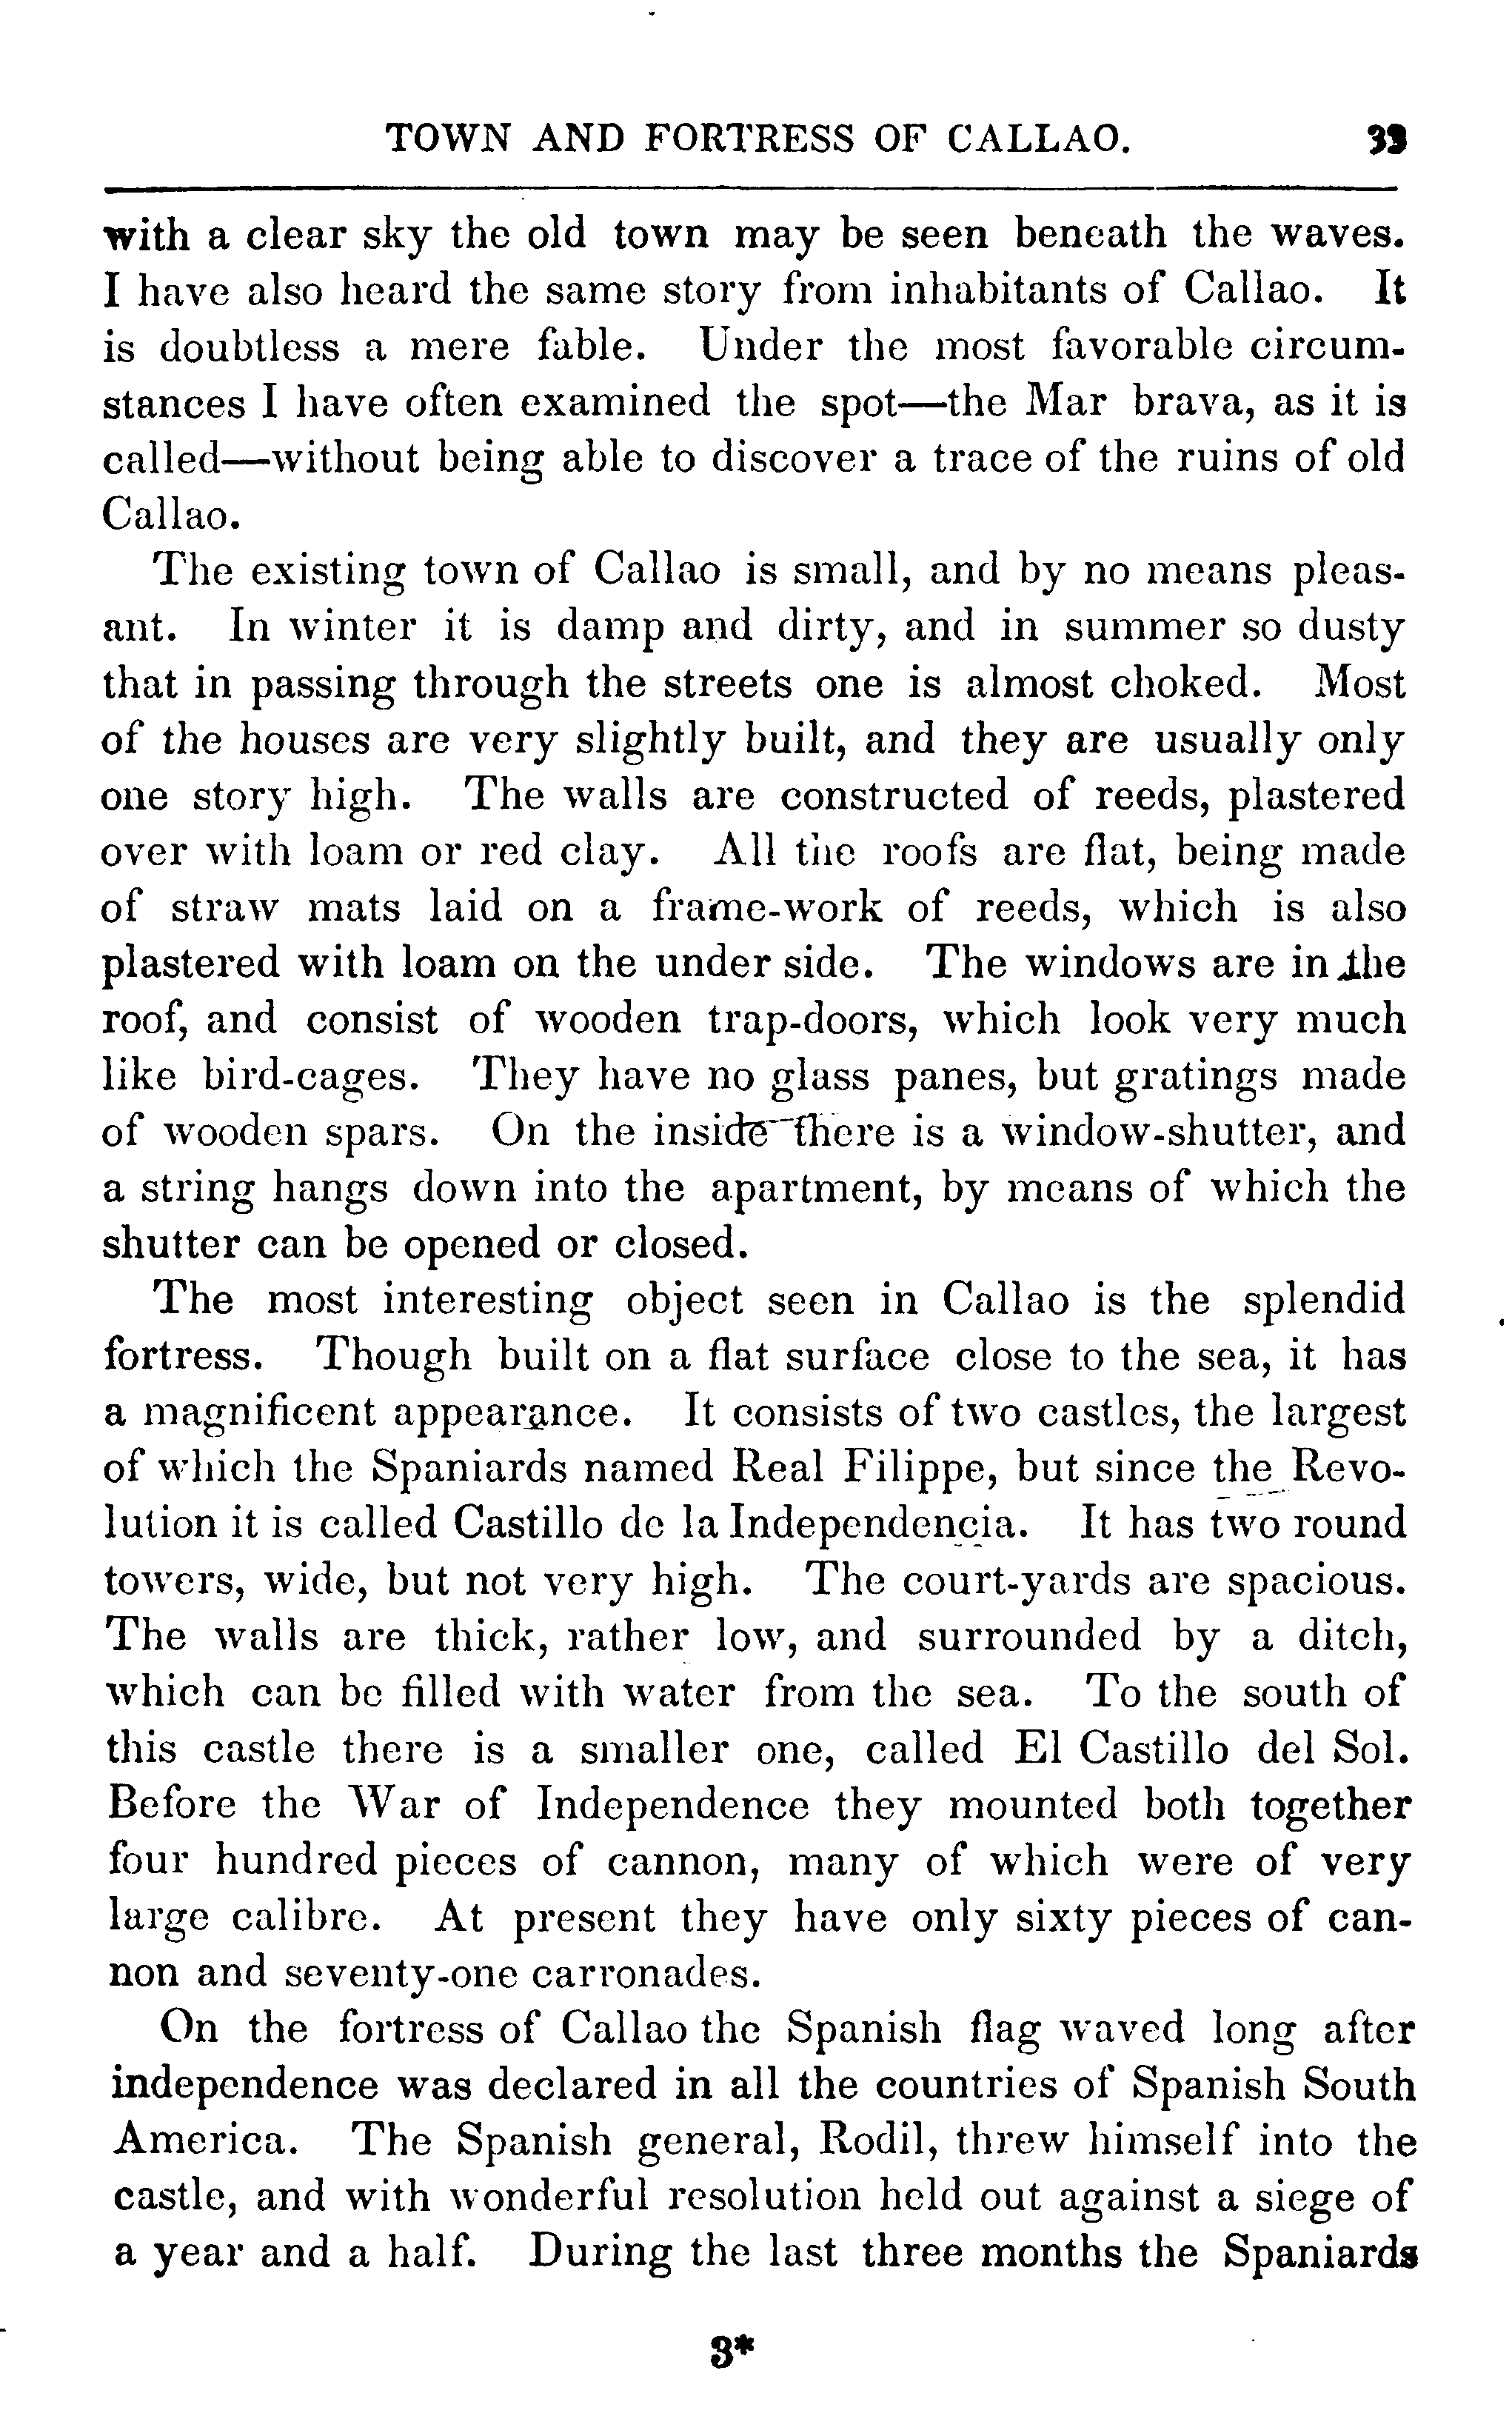 TOWN AND FORTRESS OF CALLAO. 33
with a clear sky the old town may be seen beneath the waves.
I have also heard the same story from inhabitants of Callao. It
is doubtless a mere fable. Under the most favorable circum-
stances I have often examined the spot—the Mar brava, as it is
called—without being able to discover a trace of the ruins of old
Callao.
The existing town of Callao is small, and by no means pleas-
ant. In winter it is damp and dirty, and in summer so dusty
that in passing through the streets one is almost choked. Most
of the houses are very slightly built, and they are usually only
one story high. The walls are constructed of reeds, plastered
over with loam or red clay. All the roofs are flat, being made
of straw mats laid on a frame-work of reeds, which is also
plastered with loam on the under side. The windows are in the
roof, and consist of wooden trap-doors, which look very much
like bird-cages. They have no glass panes, but gratings made
of wooden spars. On the inside there is a window-shutter, and
a string hangs down into the apartment, by means of which the
shutter can be opened or closed.
The most interesting object seen in Callao is the splendid
fortress. Though built on a flat surface close to the sea, it has
a magnificent appearance. It consists of two castles, the largest
of which the Spaniards named Real Filippe, but since the Revo-
lution it is called Castillo de la Independencia. It has two round
towers, wide, but not very high. The court-yards are spacious.
The walls are thick, rather low, and surrounded by a ditch,
which can be filled with water from the sea. To the south of
this castle there is a smaller one, called El Castillo del Sol.
Before the War of Independence they mounted both together
four hundred pieces of cannon, many of which were of very
large calibre. At present they have only sixty pieces of can-
non and seventy-one carronades.
On the fortress of Callao the Spanish flag waved long after
independence was declared in all the countries of Spanish South
America. The Spanish general, Rodil, threw himself into the
castle, and with wonderful resolution held out against a siege of
a year and a half. During the last three months the Spaniards
3*